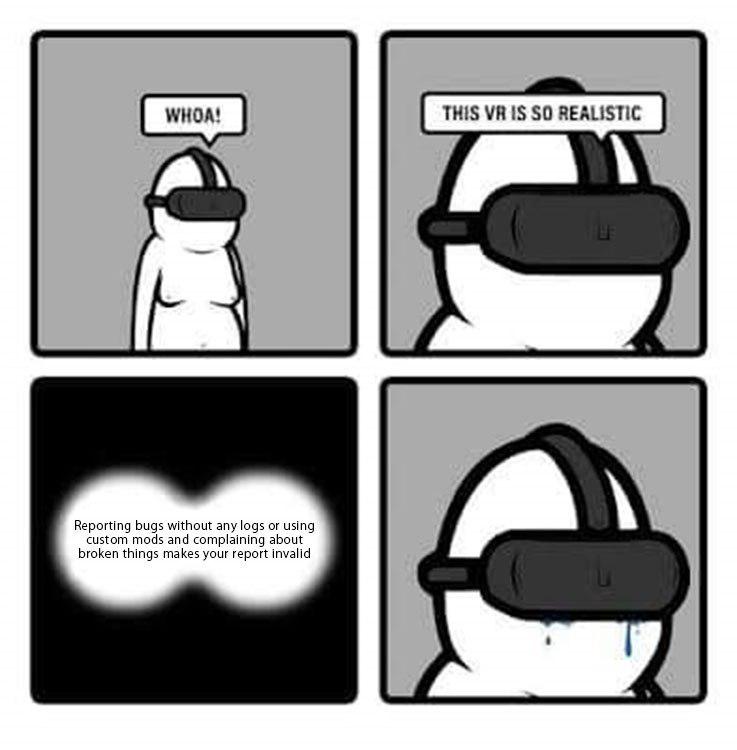 WHOA!
THIS VR IS SO REALISTIC
Reporting bugs without any logs or using
custom mods and complaining about
broken things makes your report invalid